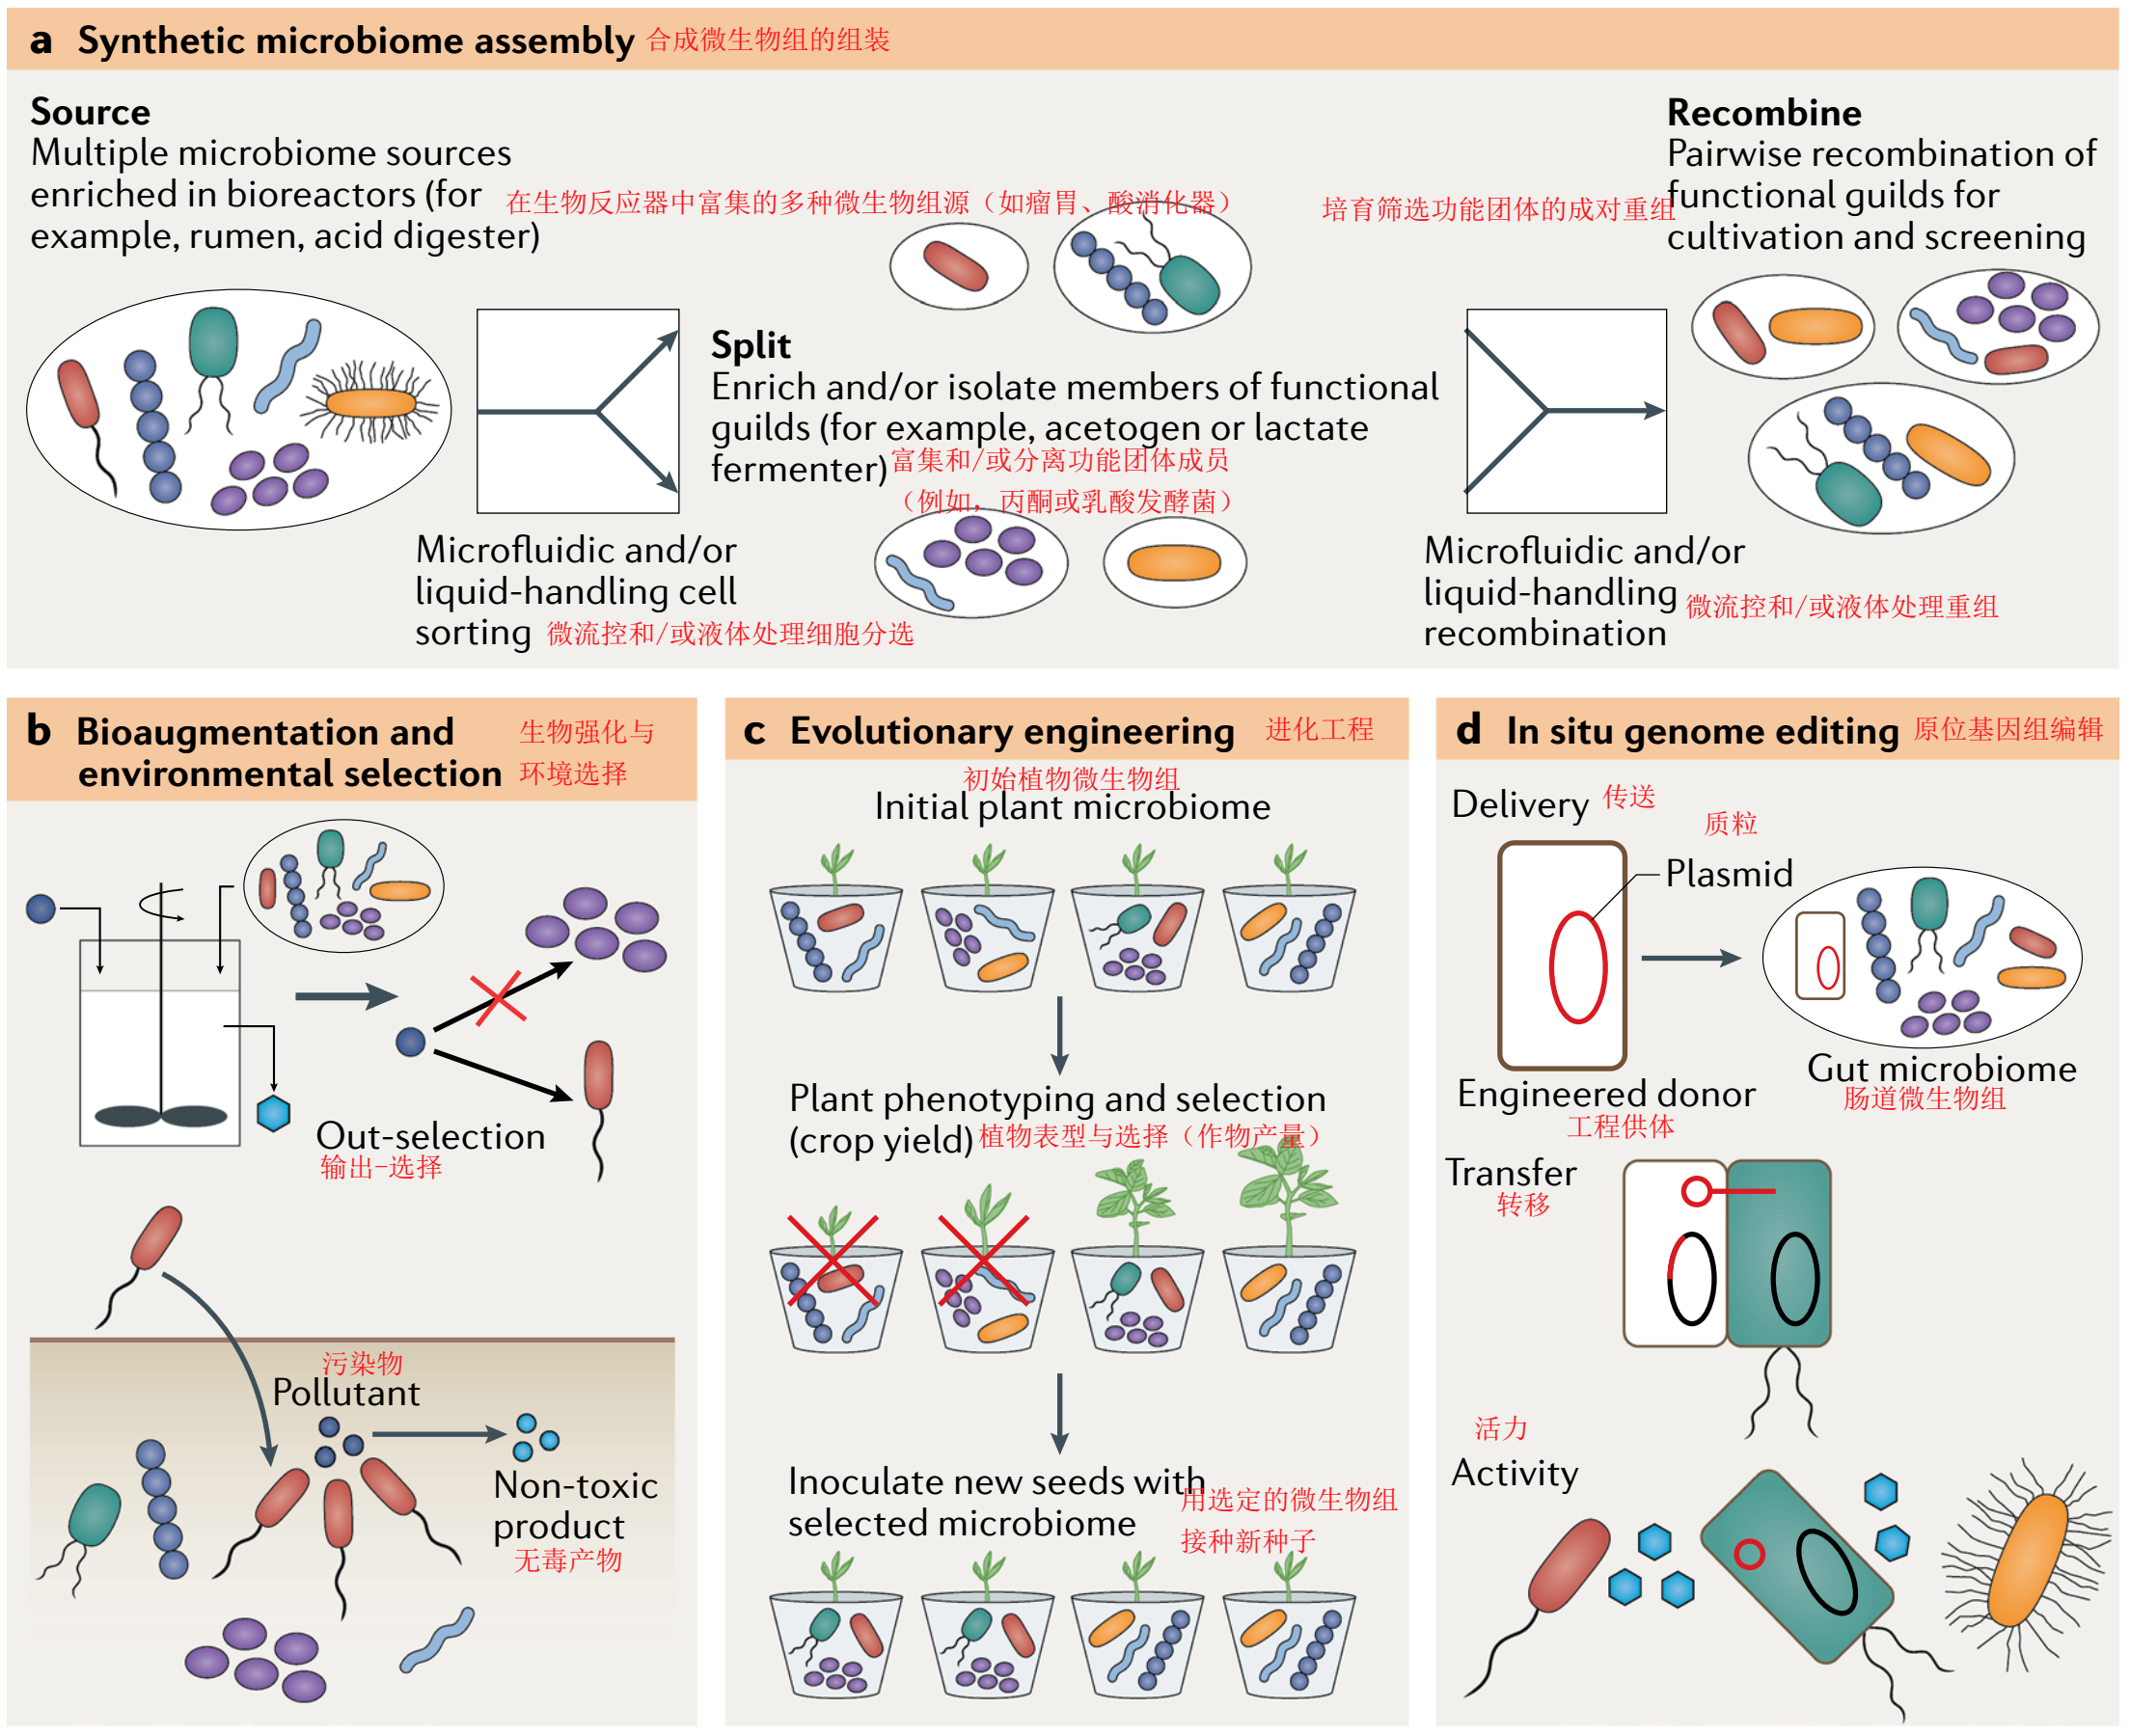 a Synthetic microbiome assembly 合成微生物组的组装
Source
Multiple microbiome sources
enriched in bioreactors (for
example, rumen, acid digester)
在生物反应器中富集的多种微生物组源（如瘤胃、酸消化器）
Split
Enrich and/or isolate members of functional
guilds (for example, acetogen or lactate
fermenter)
富集和/或分离功能团体成员
（例如，丙酮或乳酸发酵菌）
Microfluidic and/or
liquid-handling cell
sorting 微流控和/或液体处理细胞分选
Recombine
Pairwise recombination of
functional guilds for
cultivation and screening
培育筛选功能团体的成对重组
Microfluidic and/or
liquid-handling
recombination
微流控和/或液体处理重组
b Bioaugmentation and
environmental selection
生物强化与
环境选择
Out-selection
输出-选择
污染物
Pollutant
Non-toxic
product
无毒产物
c Evolutionary engineering 进化工程
初始植物微生物组
Initial plant microbiome
Plant phenotyping and selection
(crop yield) 植物表型与选择（作物产量）
Inoculate new seeds with
selected microbiome
用选定的微生物组
接种新种子
d In situ genome editing 原位基因组编辑
Delivery 传送
质粒
Plasmid
Engineered donor
工程供体
Gut microbiome
肠道微生物组
Transfer
转移
活力
Activity